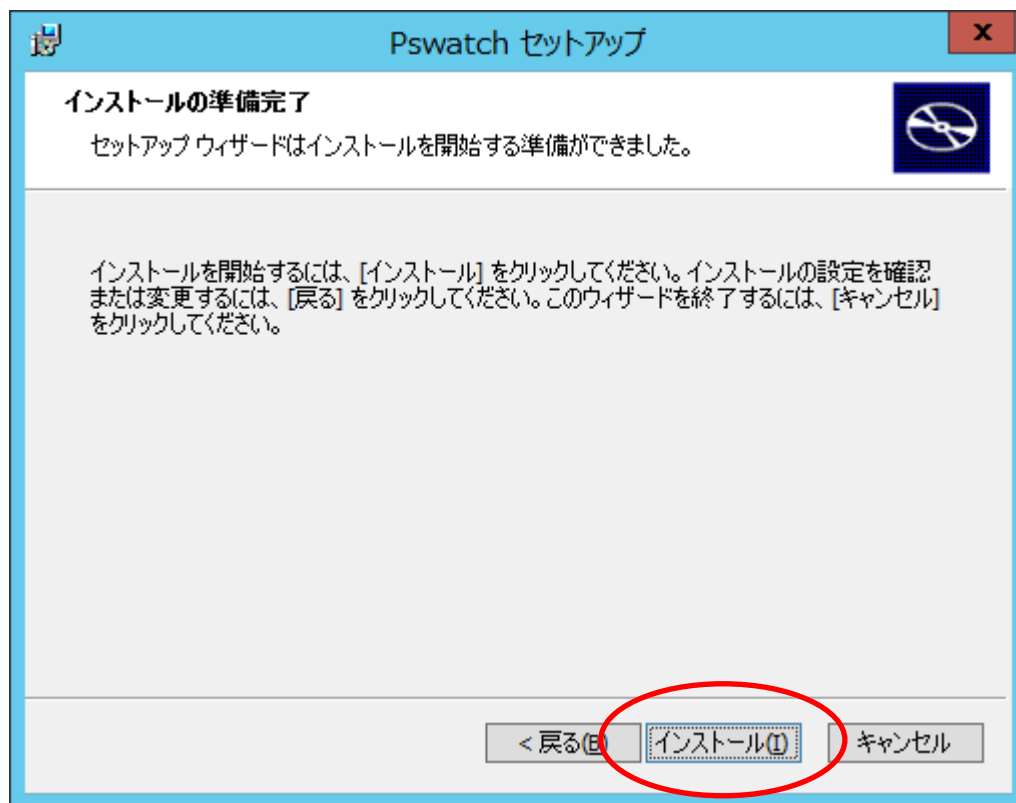 Pswatch セットアップ
x
インストールの準備完了
セットアップ ウィザードはインストールを開始する準備ができました。
インストールを開始するには、[インストール] をクリックしてください。インストールの設定を確認
または変更するには、[戻る] をクリックしてください。このウィザードを終了するには、[キャンセル]
をクリックしてください。
< 戻る(B)
インストール(I)
キャンセル